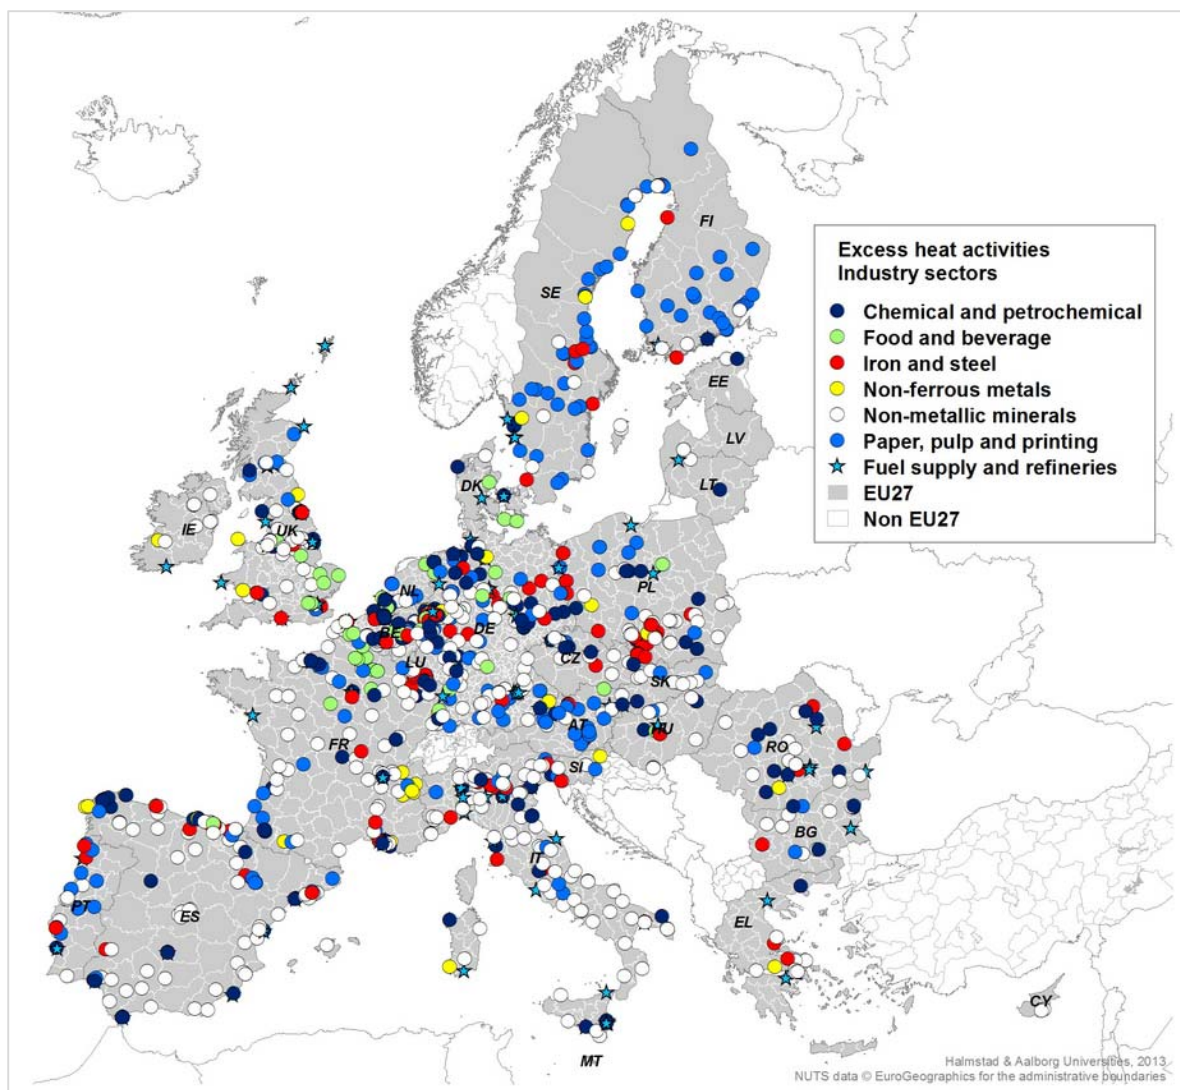 FI
SE
EE
LV
LT
DK
IE
UK
NL
PL
BE
DE
LU
CZ
SK
FR
AT
HU
SI
RO
BG
IT
PT
ES
EL
CY
MT
Excess heat activities
Industry sectors
Chemical and petrochemical
Food and beverage
Iron and steel
Non-ferrous metals
Non-metallic minerals
Paper, pulp and printing
Fuel supply and refineries
EU27
Non EU27
Halmstad & Aalborg Universities, 2013
NUTS data © EuroGeographics for the administrative boundaries